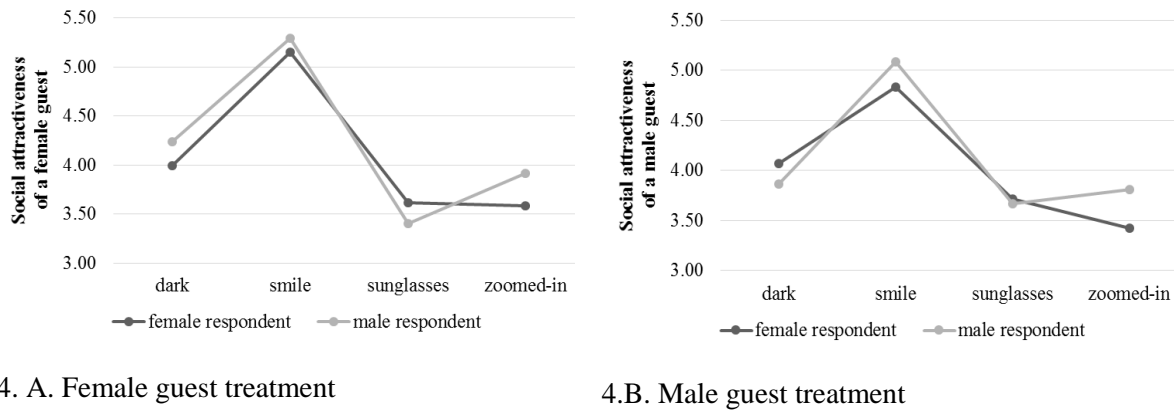 5.50
5.00
4.50
4.00
3.50
3.00
Social attractiveness
of a female guest
dark smile sunglasses zoomed-in
female respondent male respondent
4. A. Female guest treatment
5.50
5.00
4.50
4.00
3.50
3.00
Social attractiveness
of a male guest
dark smile sunglasses zoomed-in
female respondent male respondent
4.B. Male guest treatment